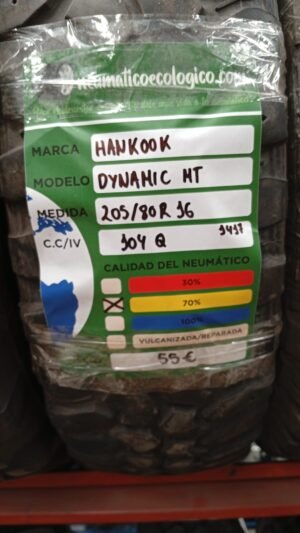 neumaticoecologico.com
MARCA HANKOOK
MODELO DYNAMIC MT
MEDIDA 205/80R 16
C.C/IV 104 Q 3417
CALIDAD DEL NEUMÁTICO
30%
70%
100%
VULCANIZADA/REPARADA
55 €